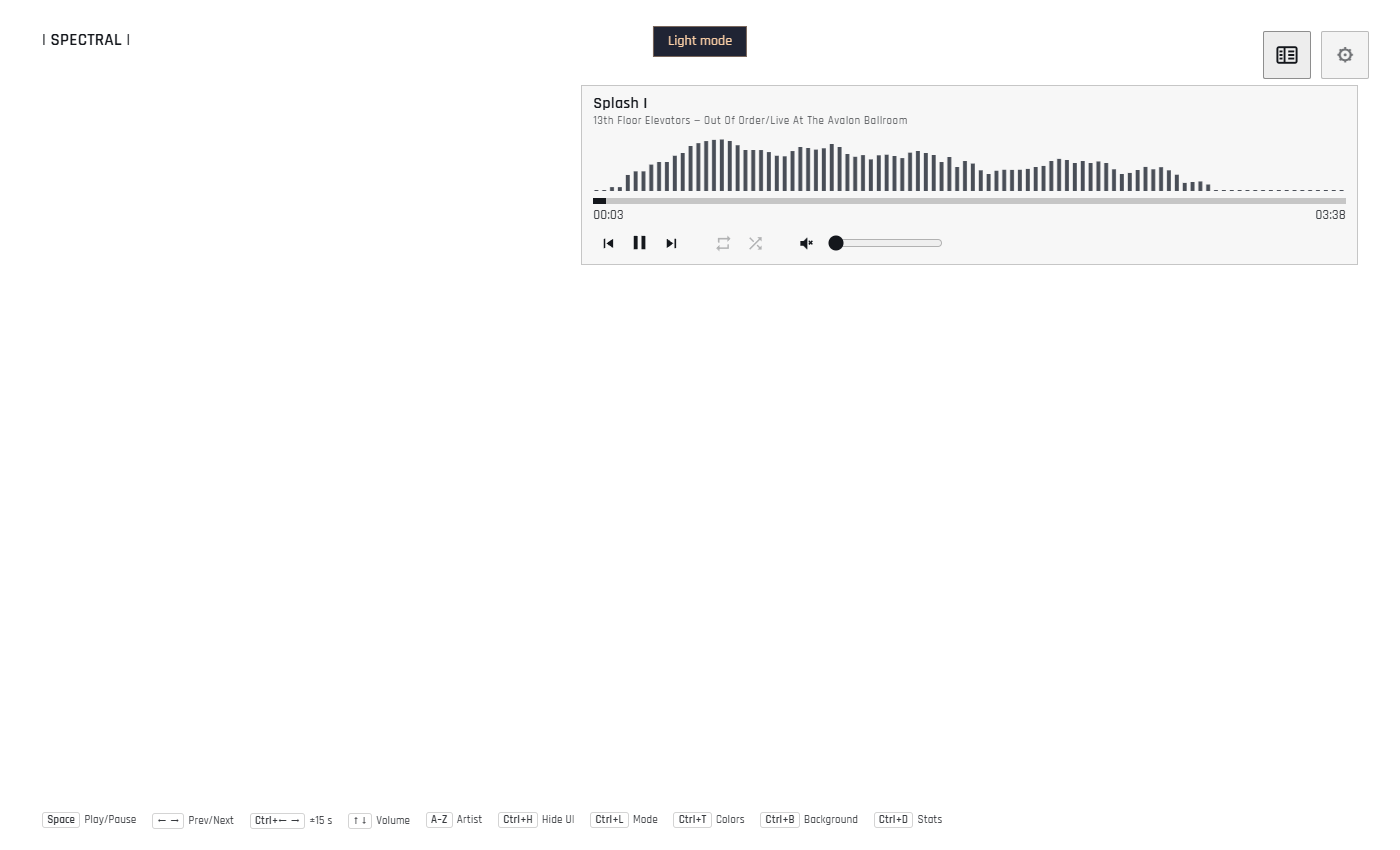 | SPECTRAL |
Light mode
Splash I
13th Floor Elevators — Out Of Order/Live At The Avalon Ballroom
00:03 03:38
Space Play/Pause ← → Prev/Next Ctrl+← → ±15 s ↑ ↓ Volume A–Z Artist Ctrl+H Hide UI Ctrl+L Mode Ctrl+T Colors Ctrl+B Background Ctrl+D Stats